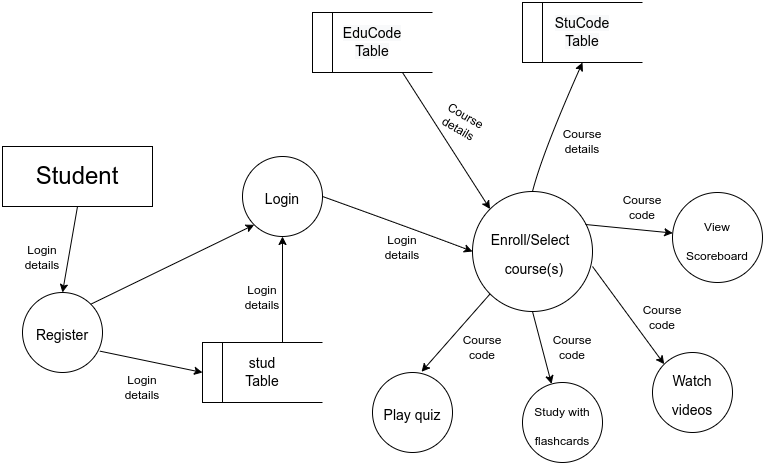 EduCode
Table
StuCode
Table
Course
details
Course
details
Student
Login
Login
details
Login
details
Enroll/Select
course(s)
Course
code
View
Scoreboard
Login
details
Register
Course
code
Course
code
Course
code
stud
Table
Login
details
Play quiz
Study with
flashcards
Watch
videos